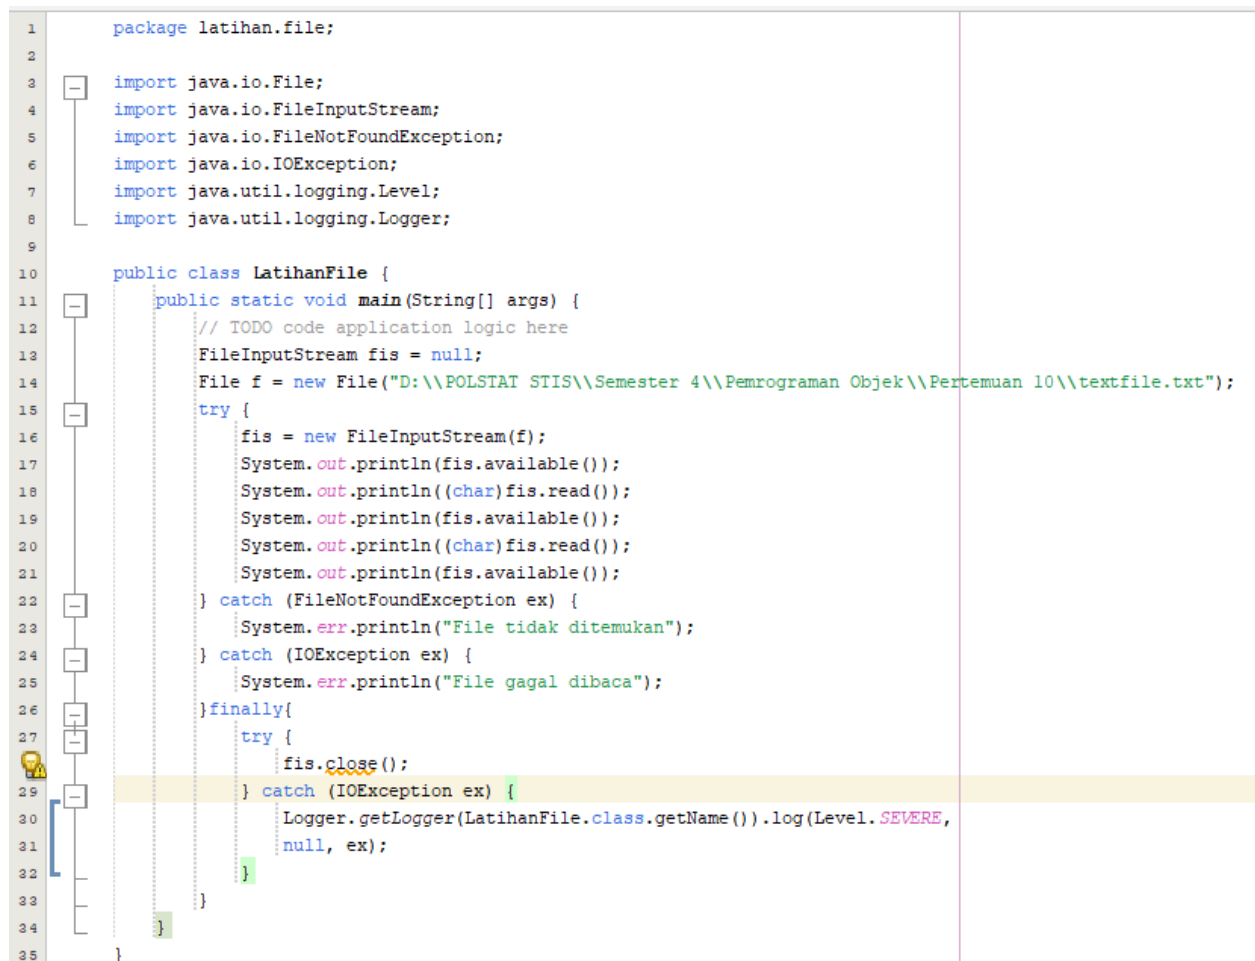 1 package latihan.file;
2
3 import java.io.File;
4 import java.io.FileInputStream;
5 import java.io.FileNotFoundException;
6 import java.io.IOException;
7 import java.util.logging.Level;
8 import java.util.logging.Logger;
9
10 public class LatihanFile {
11 public static void main(String[] args) {
12 // TODO code application logic here
13 FileInputStream fis = null;
14 File f = new File("D:\\POLSTAT STIS\\Semester 4\\Pemrograman Objek\\Pertemuan 10\\textfile.txt");
15 try {
16 fis = new FileInputStream(f);
17 System.out.println(fis.available());
18 System.out.println((char)fis.read());
19 System.out.println(fis.available());
20 System.out.println((char)fis.read());
21 System.out.println(fis.available());
22 } catch (FileNotFoundException ex) {
23 System.err.println("File tidak ditemukan");
24 } catch (IOException ex) {
25 System.err.println("File gagal dibaca");
26 }finally{
27 try {
fis.close();
29 } catch (IOException ex) {
30 Logger.getLogger(LatihanFile.class.getName()).log(Level.SEVERE,
31 null, ex);
32 }
33 }
34 }
35 }